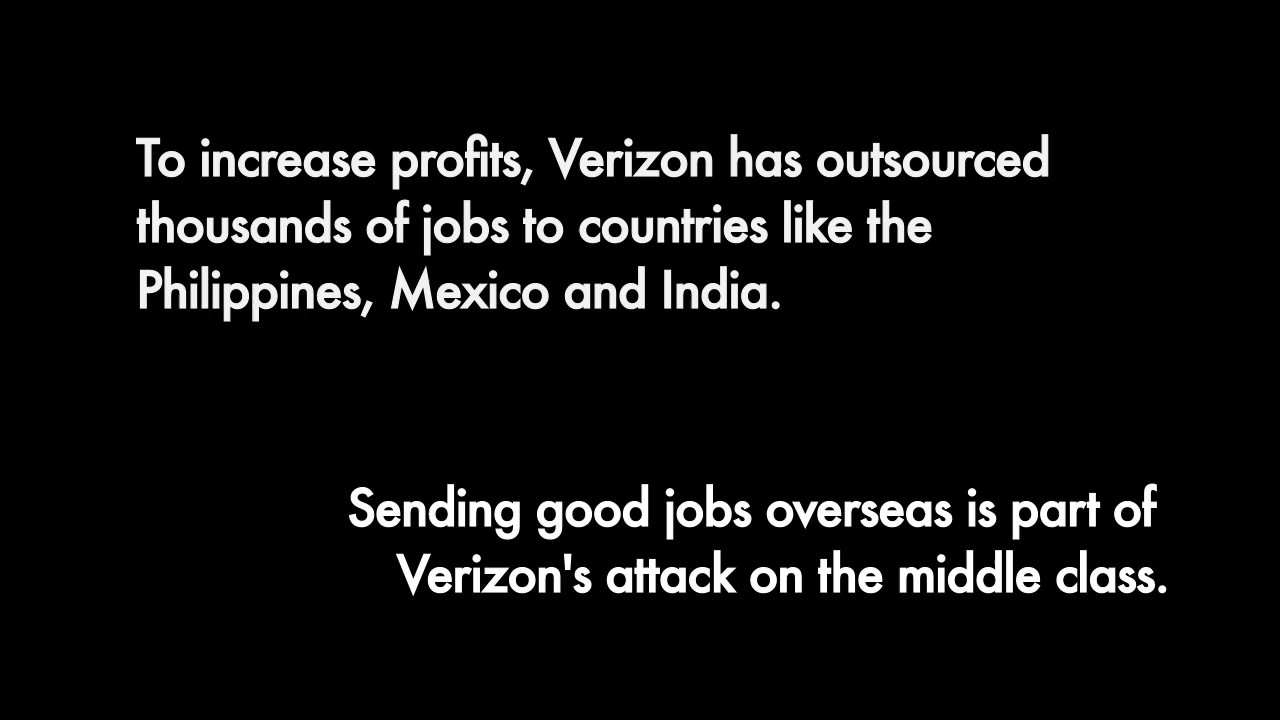 To increase profits, Verizon has outsourced
thousands of jobs to countries like the
Philippines, Mexico and India.
Sending good jobs overseas is part of
Verizon's attack on the middle class.